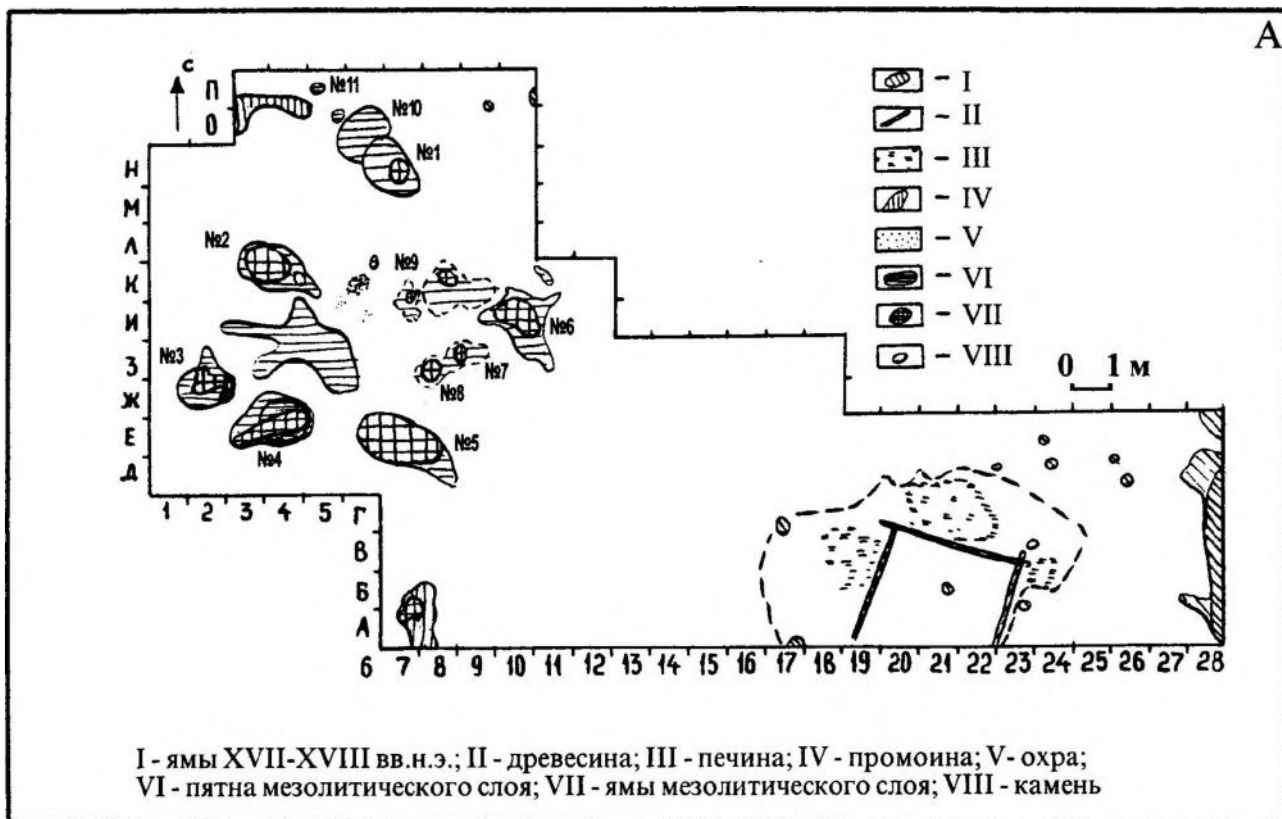 А
с
№11
П
О
№10
№1
Н
М
Л
К
И
З
Ж
Е
Д
№2
№9
№6
№3
№7
№8
№4
№5
1 2 3 4 5
Г
В
Б
А
6 7 8 9 10 11 12 13 14 15 16 17 18 19 20 21 22 23 24 25 26 27 28
- I
- II
- III
- IV
- V
- VI
- VII
- VIII
0 1 м
I - ямы XVII-XVIII вв.н.э.; II - древесина; III - печина; IV - промоина; V- охра;
VI - пятна мезолитического слоя; VII - ямы мезолитического слоя; VIII - камень